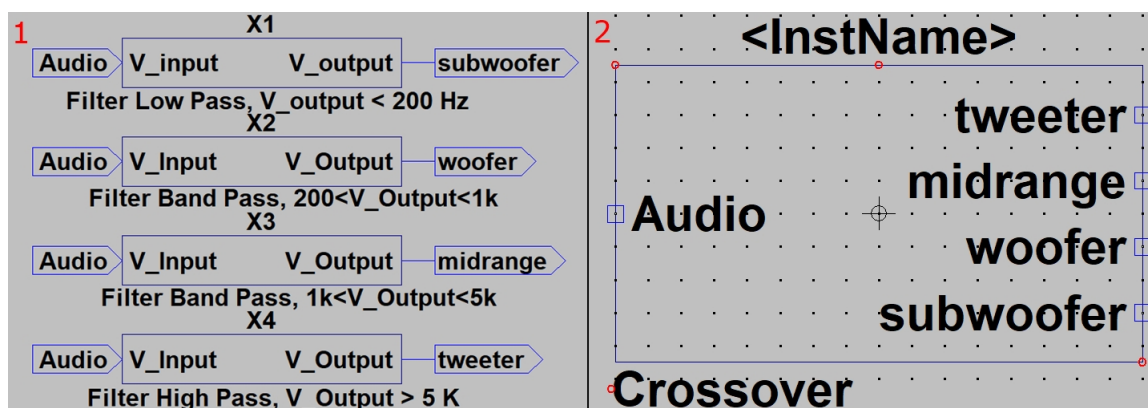 1
X1
Audio V_input V_output subwoofer
Filter Low Pass, V_output < 200 Hz
X2
Audio V_Input V_Output woofer
Filter Band Pass, 200<V_Output<1k
X3
Audio V_Input V_Output midrange
Filter Band Pass, 1k<V_Output<5k
X4
Audio V_Input V_Output tweeter
Filter High Pass, V_Output > 5 K
2
<InstName>
tweeter
midrange
Audio
woofer
subwoofer
Crossover